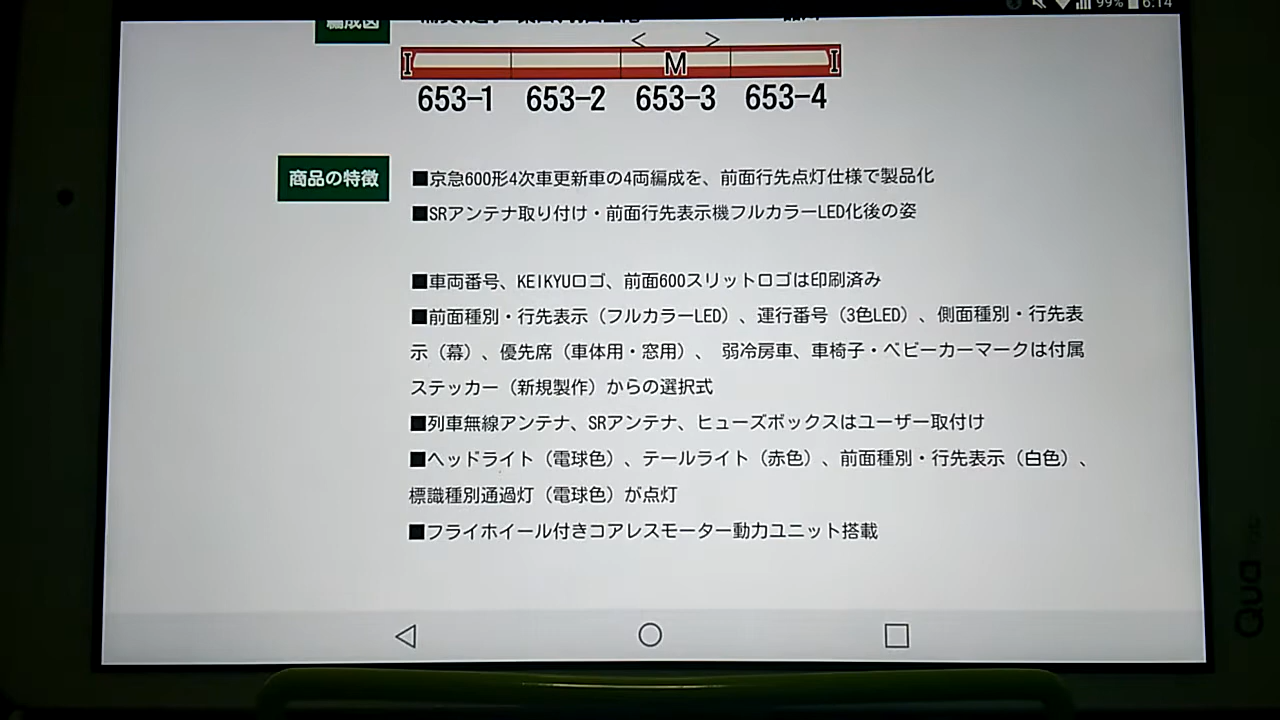 99% 6:14
編成図
I M I
653-1 653-2 653-3 653-4
商品の特徴
■京急600形4次車更新車の4両編成を、前面行先点灯仕様で製品化
■SRアンテナ取り付け・前面行先表示機フルカラーLED化後の姿
■車両番号、KEIKYUロゴ、前面600スリットロゴは印刷済み
■前面種別・行先表示（フルカラーLED）、運行番号（3色LED）、側面種別・行先表
示（幕）、優先席（車体用・窓用）、 弱冷房車、車椅子・ベビーカーマークは付属
ステッカー（新規製作）からの選択式
■列車無線アンテナ、SRアンテナ、ヒューズボックスはユーザー取付け
■ヘッドライト（電球色）、テールライト（赤色）、前面種別・行先表示（白色）、
標識種別通過灯（電球色）が点灯
■フライホイール付きコアレスモーター動力ユニット搭載
Qua